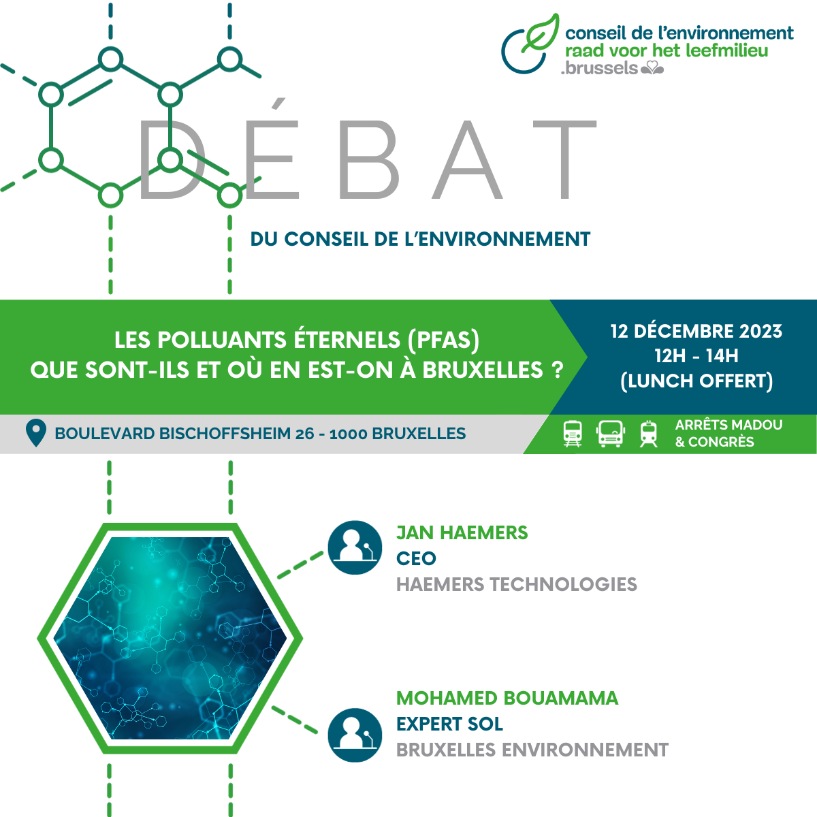 conseil de l'environnement
raad voor het leefmilieu
.brussels
DÉBAT
DU CONSEIL DE L'ENVIRONNEMENT
LES POLLUANTS ÉTERNELS (PFAS)
QUE SONT-ILS ET OÙ EN EST-ON À BRUXELLES ?
12 DÉCEMBRE 2023
12H - 14H
(LUNCH OFFERT)
BOULEVARD BISCHOFFSHEIM 26 - 1000 BRUXELLES
ARRÊTS MADOU
& CONGRÈS
JAN HAEMERS
CEO
HAEMERS TECHNOLOGIES
MOHAMED BOUAMAMA
EXPERT SOL
BRUXELLES ENVIRONNEMENT